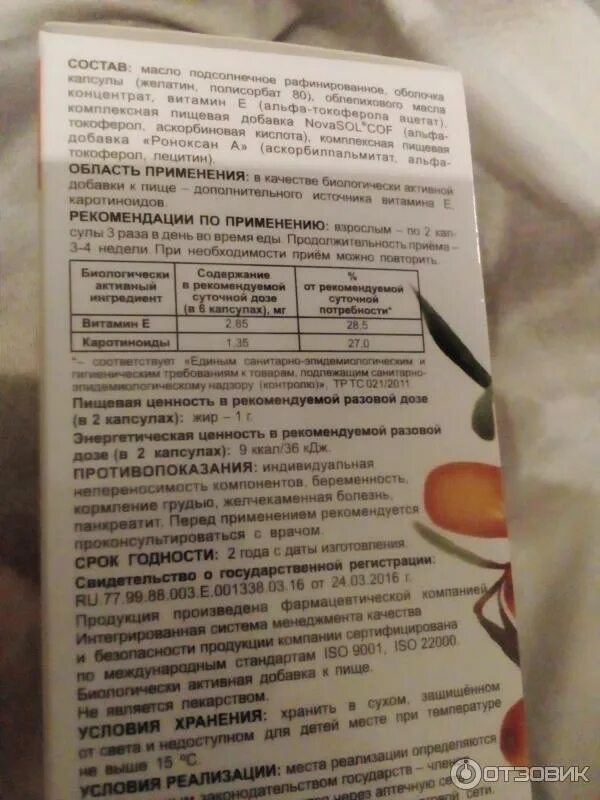 СОСТАВ: масло подсолнечное рафинированное, оболочка
капсулы (желатин, полисорбат 80), облепихового масла
концентрат, витамин Е (альфа-токоферола ацетат),
комплексная пищевая добавка NovaSOL®COF (альфа-
токоферол, аскорбиновая кислота), комплексная пищевая
добавка «Роноксан А» (аскорбилпальмитат, альфа-
токоферол, лецитин).
ОБЛАСТЬ ПРИМЕНЕНИЯ: в качестве биологически активной
добавки к пище – дополнительного источника витамина Е,
каротиноидов.
РЕКОМЕНДАЦИИ ПО ПРИМЕНЕНИЮ: взрослым – по 2 кап-
сулы 3 раза в день во время еды. Продолжительность приёма –
3-4 недели. При необходимости приём можно повторить.
Биологически активный ингредиент
Содержание в рекомендуемой суточной дозе (в 6 капсулах), мг
% от рекомендуемой суточной потребности*
Витамин Е 2,85 28,5
Каротиноиды 1,35 27,0
*– соответствует «Единым санитарно-эпидемиологическим и
гигиеническим требованиям к товарам, подлежащим санитарно-
эпидемиологическому надзору (контролю)», ТР ТС 021/2011
Пищевая ценность в рекомендуемой разовой дозе
(в 2 капсулах): жир – 1 г.
Энергетическая ценность в рекомендуемой разовой
дозе (в 2 капсулах): 9 ккал/36 кДж.
ПРОТИВОПОКАЗАНИЯ: индивидуальная
непереносимость компонентов, беременность,
кормление грудью, желчекаменная болезнь,
панкреатит. Перед применением рекомендуется
проконсультироваться с врачом.
СРОК ГОДНОСТИ: 2 года с даты изготовления.
Свидетельство о государственной регистрации:
RU.77.99.88.003.Е.001338.03.16 от 24.03.2016 г.
Продукция произведена фармацевтической компанией
Интегрированная система менеджмента качества
и безопасности продукции компании сертифицирована
по международным стандартам ISO 9001, ISO 22000.
Биологически активная добавка к пище.
Не является лекарством.
УСЛОВИЯ ХРАНЕНИЯ: хранить в сухом, защищённом
от света и недоступном для детей месте при температуре
не выше 15 ºС.
УСЛОВИЯ РЕАЛИЗАЦИИ: места реализации определяются
законодательством государств –
через аптечную
сети.
ОТЗОВИК